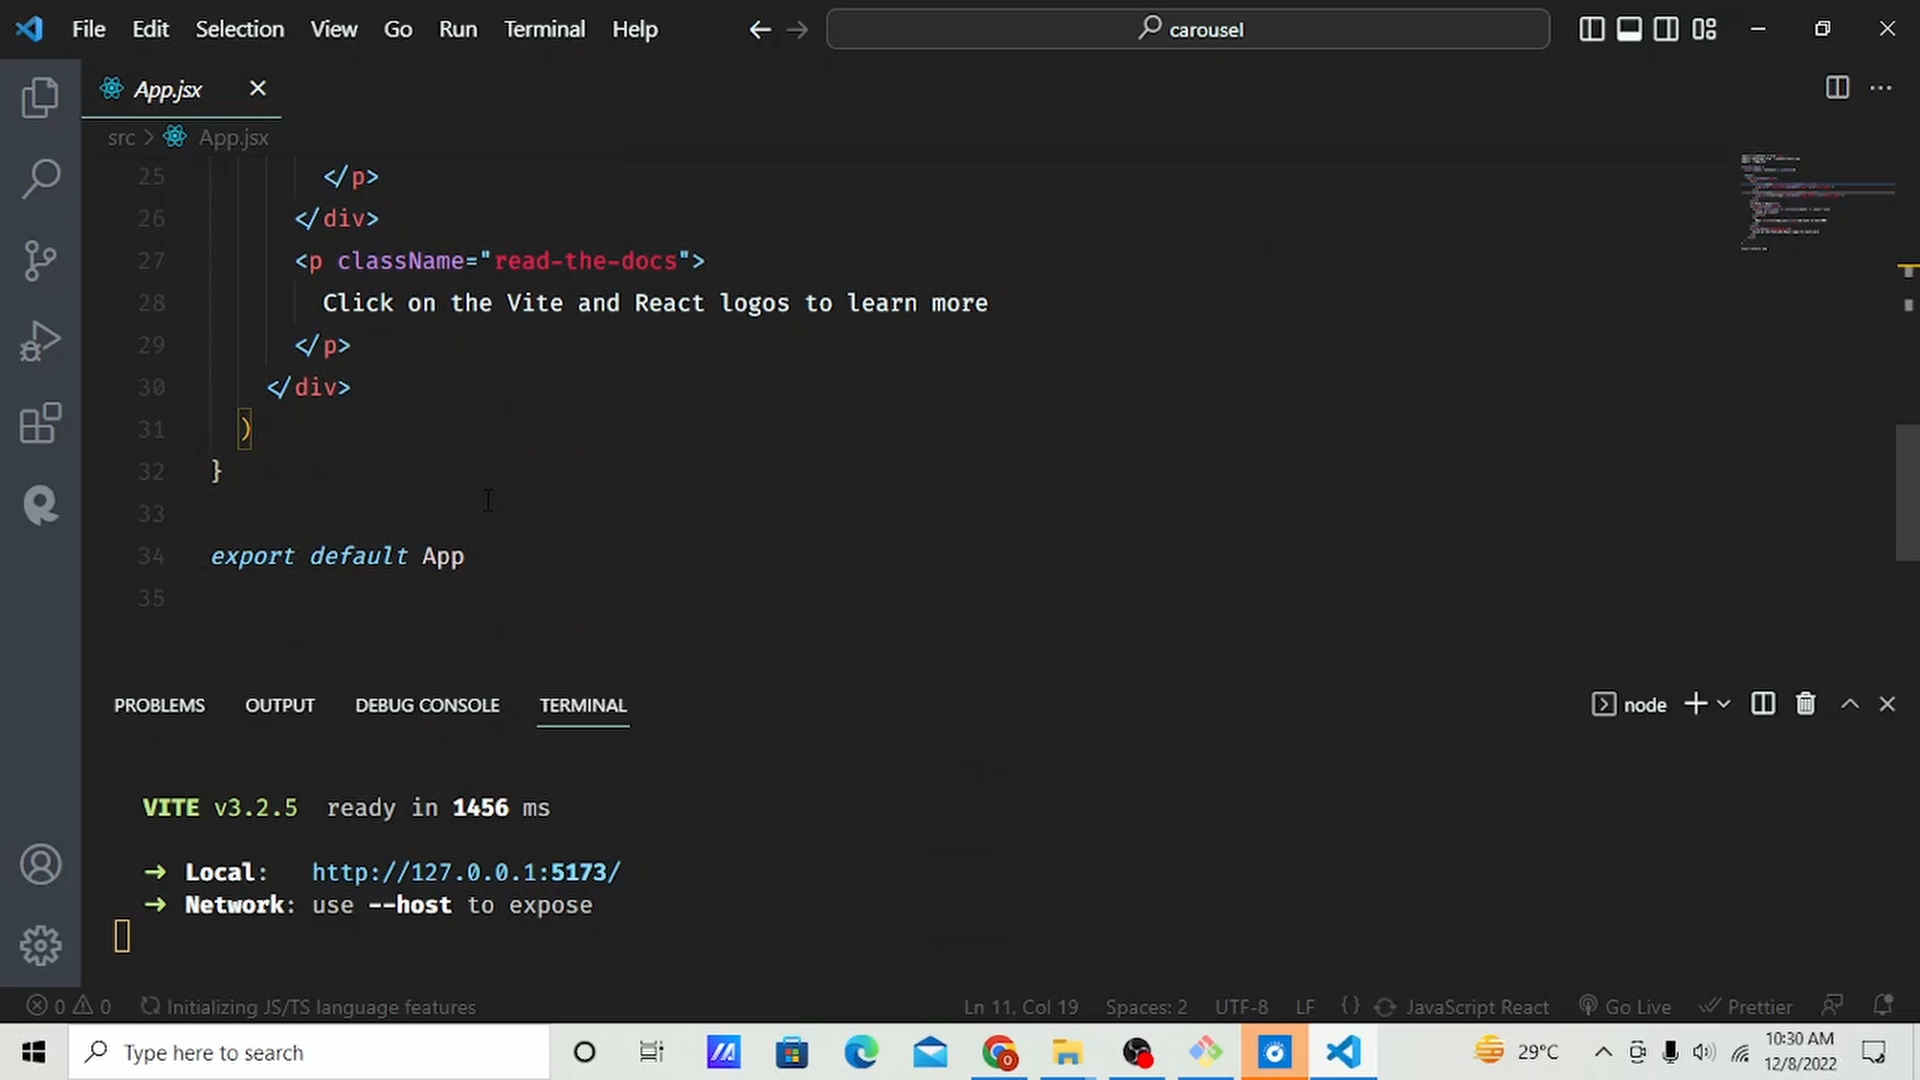 File Edit Selection View Go Run Terminal Help
carousel
App.jsx
src > App.jsx
25 </p>
26 </div>
27 <p className="read-the-docs">
28 Click on the Vite and React logos to learn more
29 </p>
30 </div>
31 )
32 }
33
34 export default App
35
PROBLEMS OUTPUT DEBUG CONSOLE TERMINAL
node
VITE v3.2.5 ready in 1456 ms
➜ Local: http://127.0.0.1:5173/
➜ Network: use --host to expose
0 0 Initializing JS/TS language features Ln 11, Col 19 Spaces: 2 UTF-8 LF {} JavaScript React Go Live Prettier
Type here to search
29°C
10:30 AM
12/8/2022